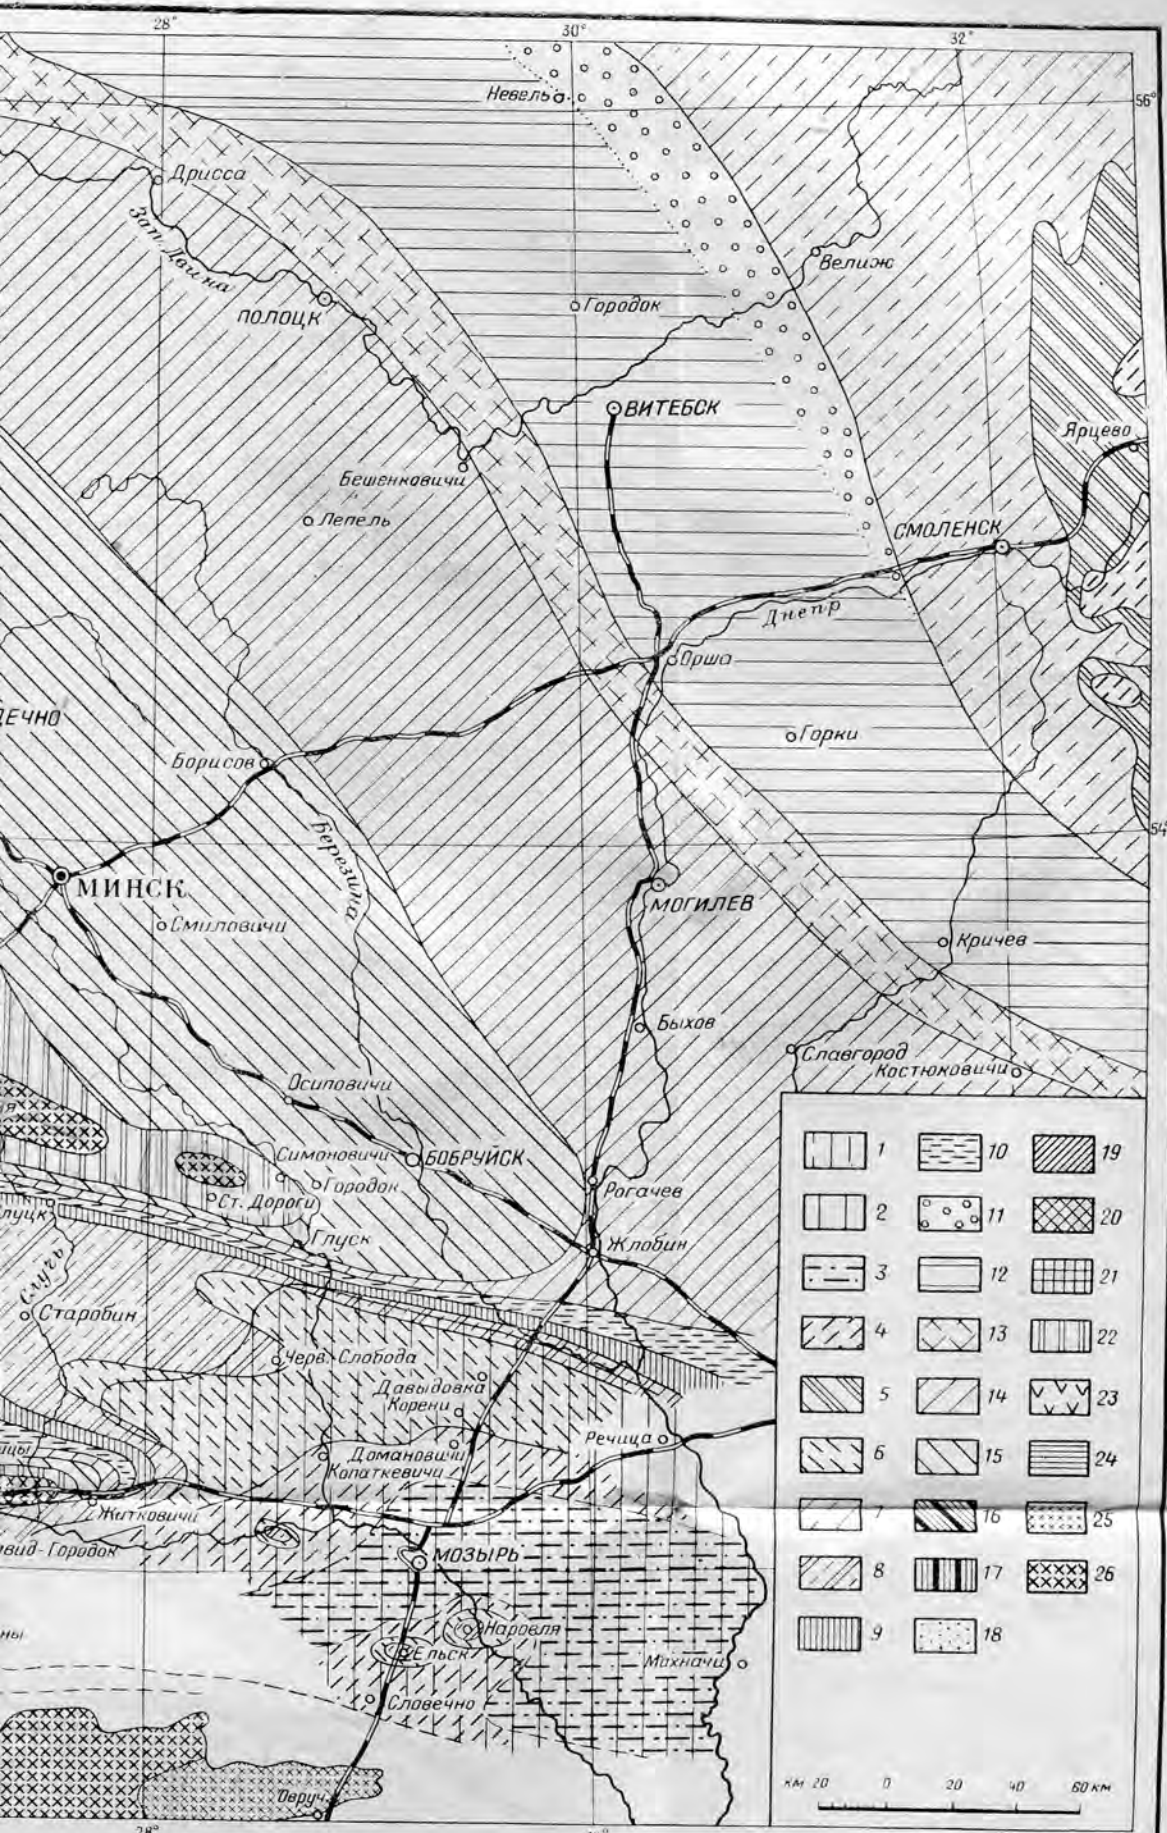 28°
30°
32°
56°
Невель
Дрисса
Зап. Двина
Велиж
ПОЛОЦК
Городок
ВИТЕБСК
Ярцево
Бешенковичи
Лепель
СМОЛЕНСК
Днепр
Орша
ДЕЧНО
Горки
Борисов
54°
Березина
МИНСК
МОГИЛЕВ
Смиловичи
Кричев
Быхов
Славгород
Костюковичи
Осиповичи
Симоновичи
БОБРУЙСК
Городок
Рогачев
Ст. Дороги
луцк
Глуск
Жлобин
Случь
Старобин
Черв. Слобода
Давыдовка
Корени
Речица
Домановичи
Копаткевичи
Житковичи
вид-Городок
МОЗЫРЬ
Наровля
ны
Ельск
Махначи
Словечно
Овруч
28°
1 10 19
2 11 20
3 12 21
4 13 22
5 14 23
6 15 24
7 16 25
8 17 26
9 18
км 20 0 20 40 60 км